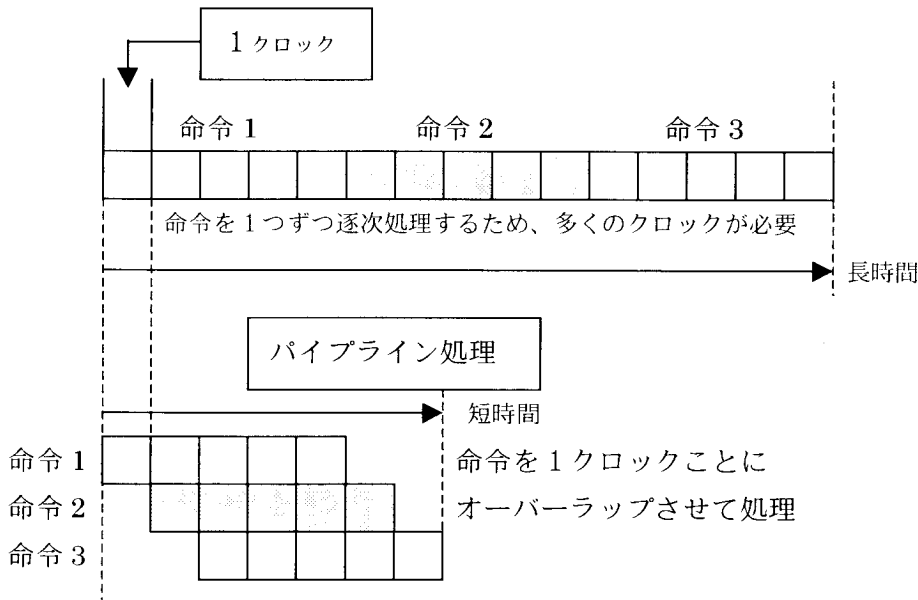 1クロック
命令1 命令2 命令3
命令を1つずつ逐次処理するため、多くのクロックが必要
長時間
パイプライン処理
短時間
命令1
命令2
命令3
命令を1クロックことに
オーバーラップさせて処理